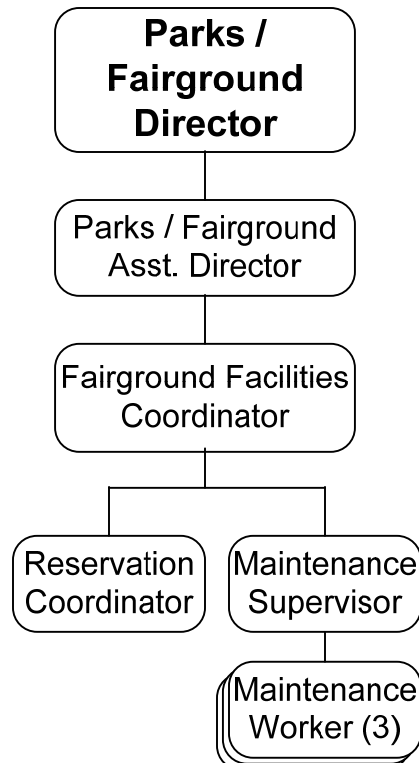 Parks /
Fairground
Director
Parks / Fairground
Asst. Director
Fairground Facilities
Coordinator
Reservation
Coordinator
Maintenance
Supervisor
Maintenance
Worker (3)